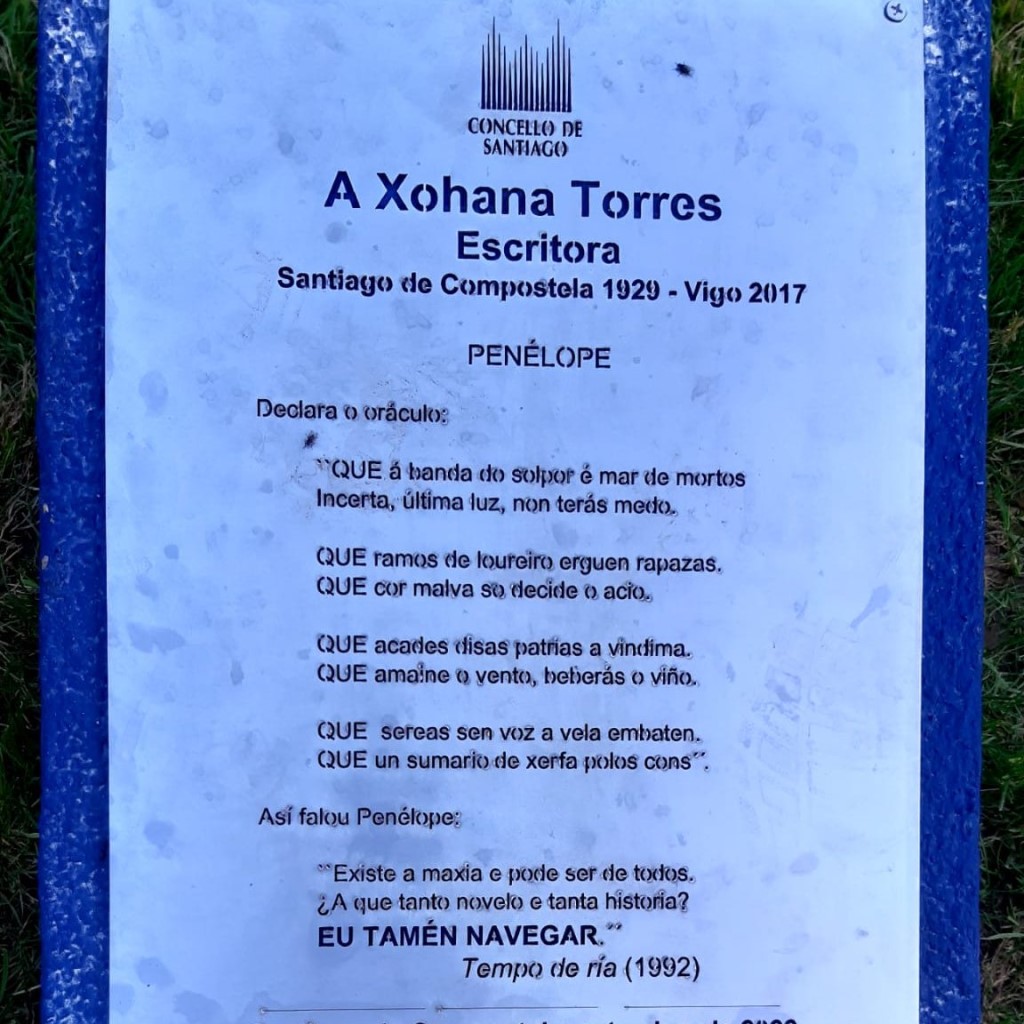 CONCELLO DE
SANTIAGO
A Xohana Torres
Escritora
Santiago de Compostela 1929 - Vigo 2017
PENÉLOPE
Declara o oráculo:
"QUE á banda do solpor é mar de mortos
Incerta, última luz, non terás medo.
QUE ramos de loureiro erguen rapazas.
QUE cor malva so decide o acio.
QUE acades disas patrias a vindima.
QUE amaine o vento, beberás o viño.
QUE sereas sen voz a vela embaten.
QUE un sumario de xerfa polos cons".
Así falou Penélope:
"Existe a maxia e pode ser de todos.
¿A que tanto novelo e tanta historia?
EU TAMÉN NAVEGAR."
Tempo de ría (1992)